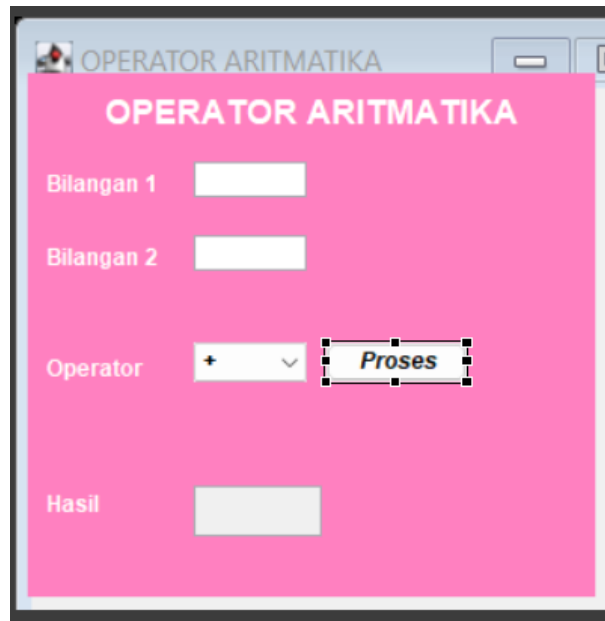 OPERATOR ARITMATIKA
OPERATOR ARITMATIKA
Bilangan 1
Bilangan 2
Operator + Proses
Hasil